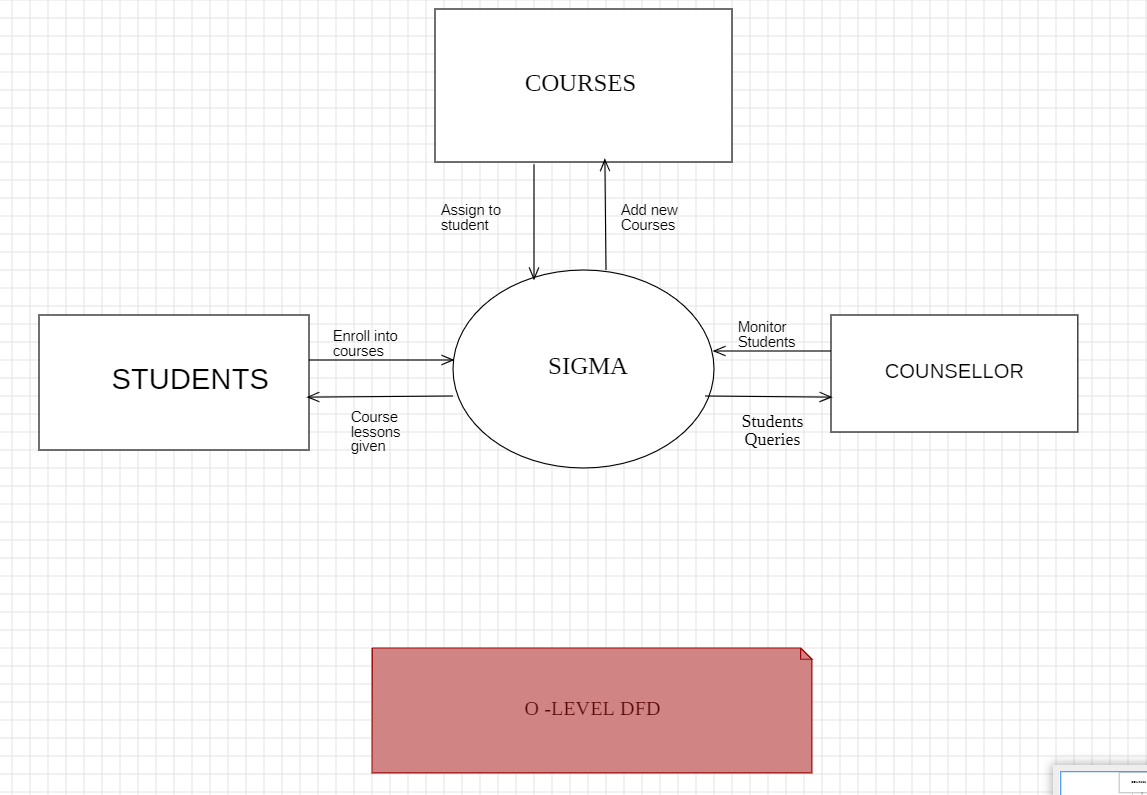 COURSES
Assign to
student
Add new
Courses
STUDENTS
Enroll into
courses
SIGMA
Monitor
Students
COUNSELLOR
Course
lessons
given
Students
Queries
O -LEVEL DFD